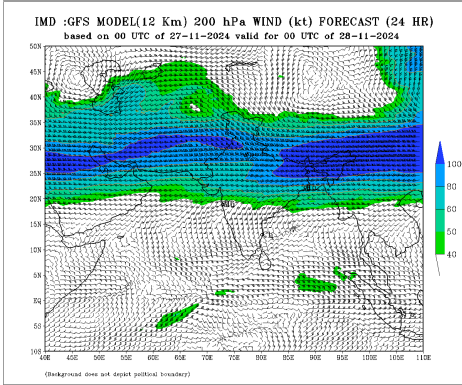 IMD :GFS MODEL(12 Km) 200 hPa WIND (kt) FORECAST (24 HR)
based on 00 UTC of 27-11-2024 valid for 00 UTC of 28-11-2024
50N
45N
40N
35N
30N
25N
20N
15N
10N
5N
EQ
5S
10S
100
80
60
50
40
40E 45E 50E 55E 60E 65E 70E 75E 80E 85E 90E 95E 100E 105E 110E
(Background does not depict political boundary)